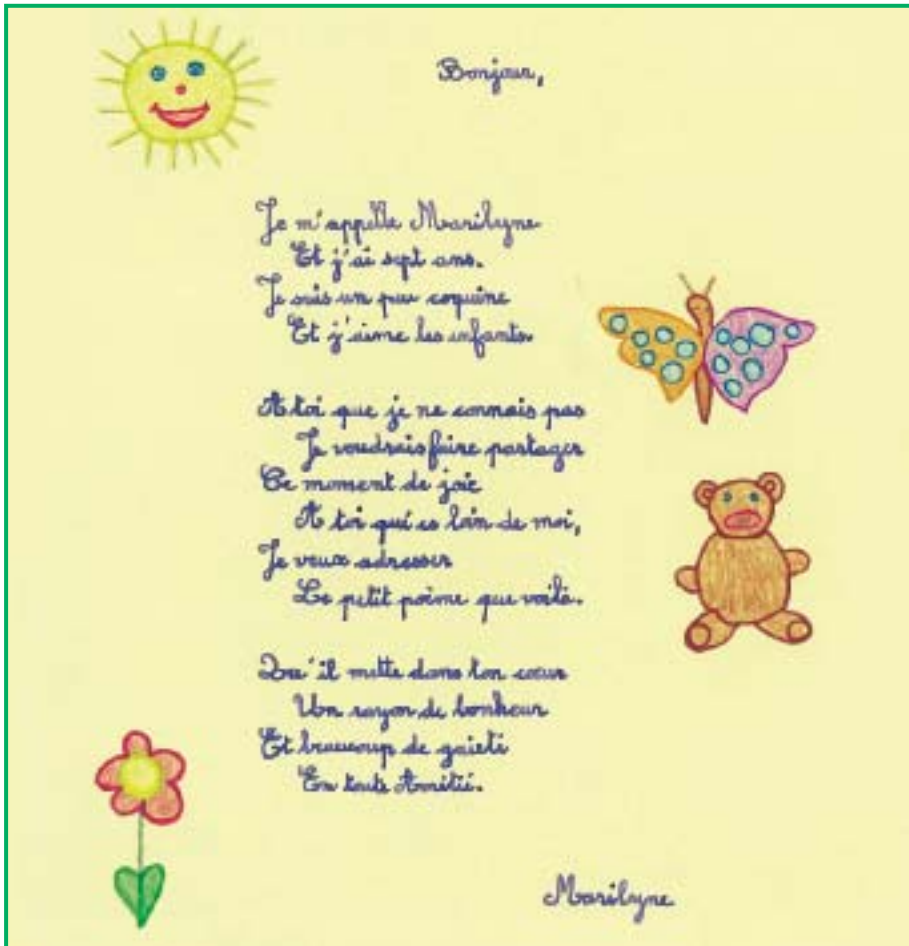 Bonjour,
Je m'appelle Marilyne
Et j'ai sept ans.
Je suis un peu coquine
Et j'aime les enfants.
A toi que je ne connais pas
Je voudrais faire partager
Ce moment de joie
A toi qui es loin de moi,
Je veux adresser
Le petit poème que voilà.
Qu'il mette dans ton cœur
Un rayon de bonheur
Et beaucoup de gaieté
En toute Amitié.
Marilyne